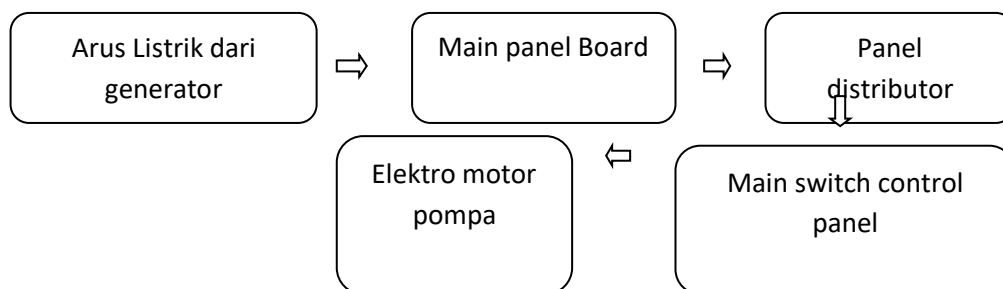 Arus Listrik dari
generator
Main panel Board
Panel
distributor
Main switch control
panel
Elektro motor
pompa